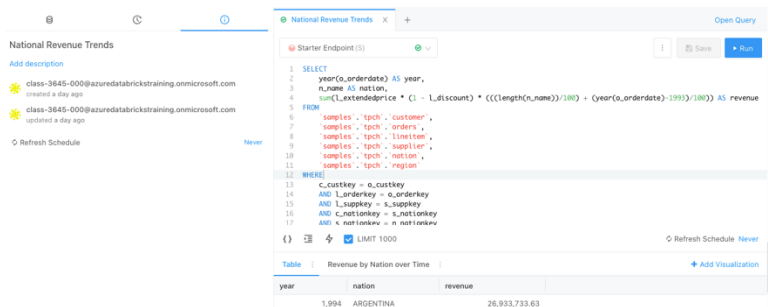 National Revenue Trends
Add description
class-3645-000@azuredatabrickstraining.onmicrosoft.com
created a day ago
class-3645-000@azuredatabrickstraining.onmicrosoft.com
updated a day ago
Refresh Schedule Never
National Revenue Trends X +
Open Query
Starter Endpoint (S)
Save
Run
1 SELECT
2 year(o_orderdate) AS year,
3 n_name AS nation,
4 sum(l_extendedprice * (1 - l_discount) * (((length(n_name))/100) + (year(o_orderdate)-1993)/100)) AS revenue
5 FROM
6 `samples`.`tpch`.`customer`,
7 `samples`.`tpch`.`orders`,
8 `samples`.`tpch`.`lineitem`,
9 `samples`.`tpch`.`supplier`,
10 `samples`.`tpch`.`nation`,
11 `samples`.`tpch`.`region`
12 WHERE
13 c_custkey = o_custkey
14 AND l_orderkey = o_orderkey
15 AND l_suppkey = s_suppkey
16 AND c_nationkey = s_nationkey
17 AND s_nationkey = n_nationkey
{} LIMIT 1000
Refresh Schedule Never
Table
Revenue by Nation over Time
+ Add Visualization
year nation revenue
1,994 ARGENTINA 26,933,733.63